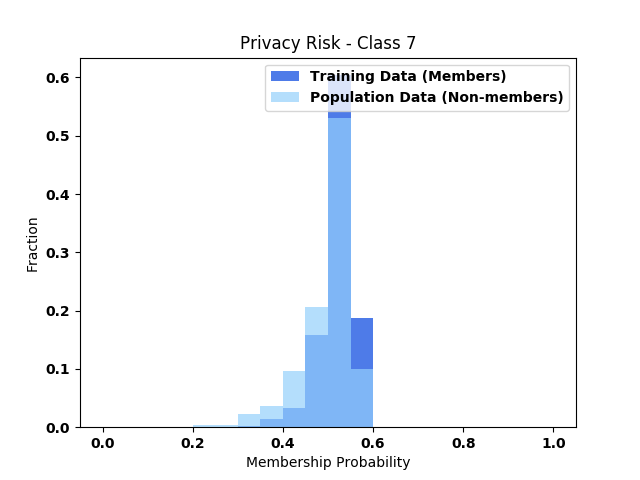 Privacy Risk - Class 7
Training Data (Members)
Population Data (Non-members)
Fraction
0.6
0.5
0.4
0.3
0.2
0.1
0.0
0.0 0.2 0.4 0.6 0.8 1.0
Membership Probability